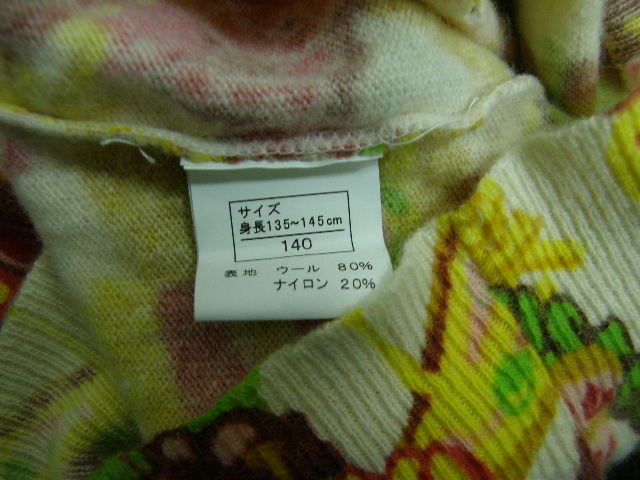 サイズ
身長135~145cm
140
表地 ウール 80%
ナイロン 20%